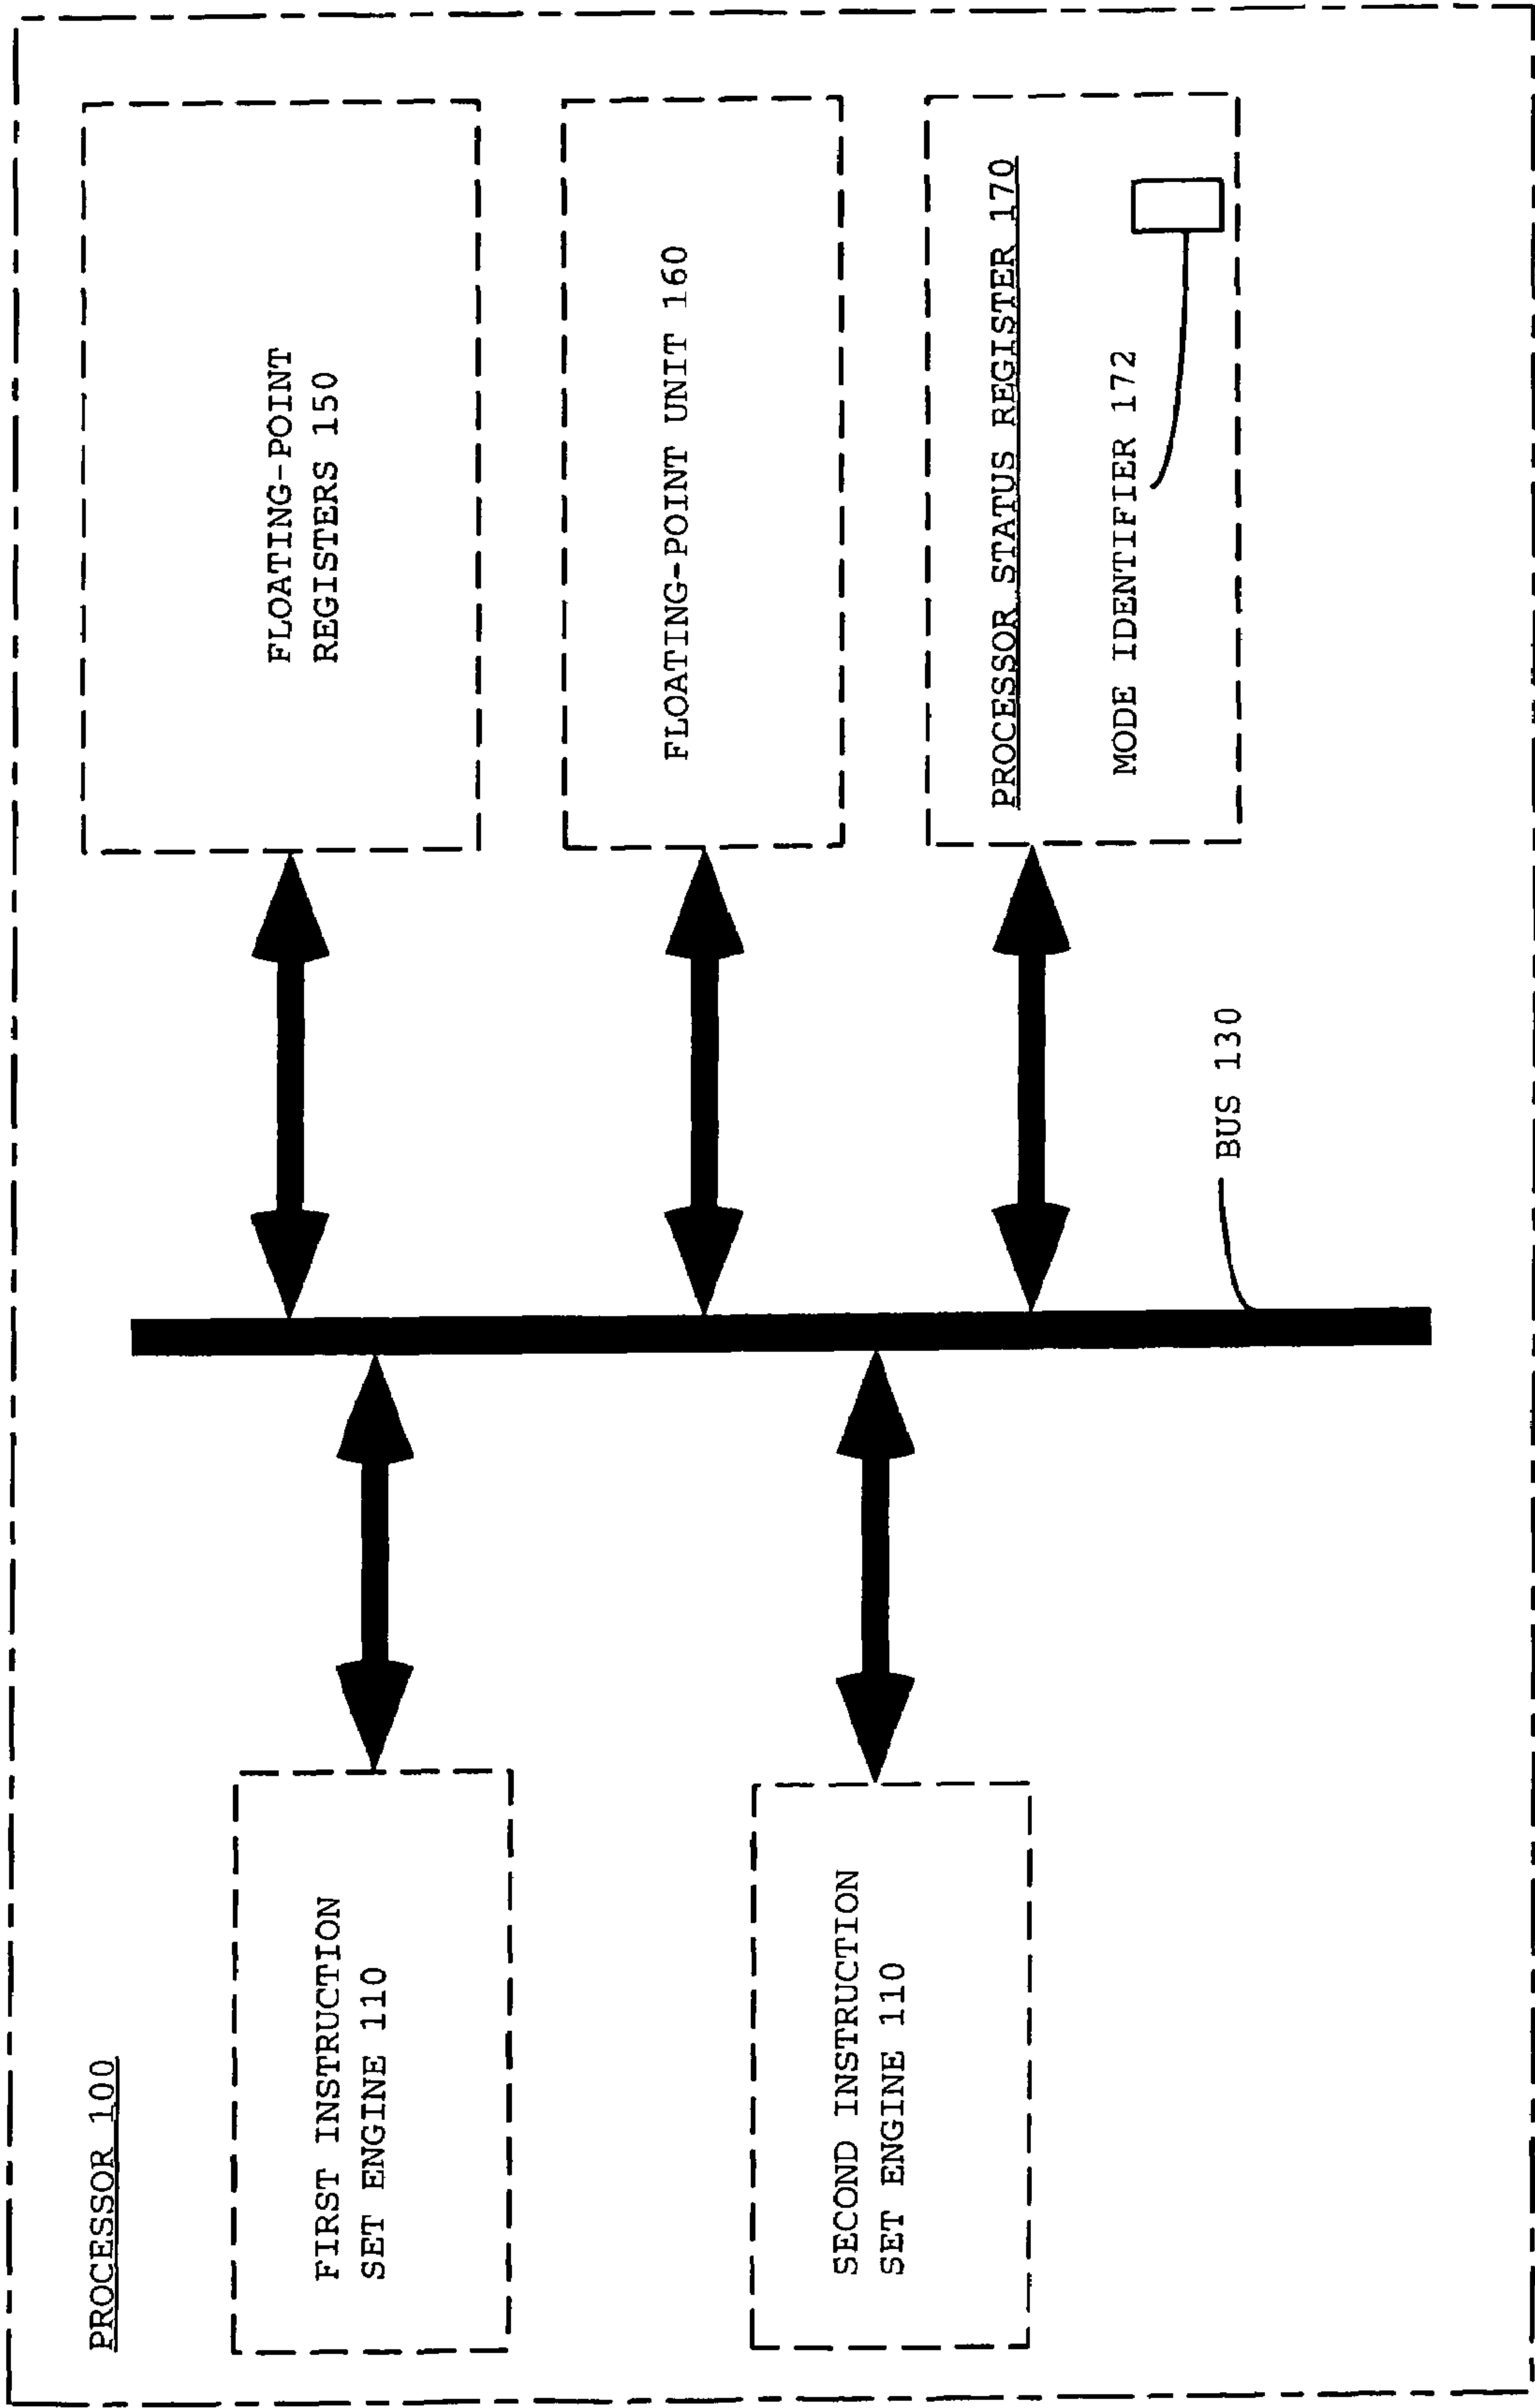 PROCESSOR 100
FIRST INSTRUCTION
SET ENGINE 110
SECOND INSTRUCTION
SET ENGINE 110
BUS 130
FLOATING-POINT
REGISTERS 150
FLOATING-POINT UNIT 160
PROCESSOR STATUS REGISTER 170
MODE IDENTIFIER 172